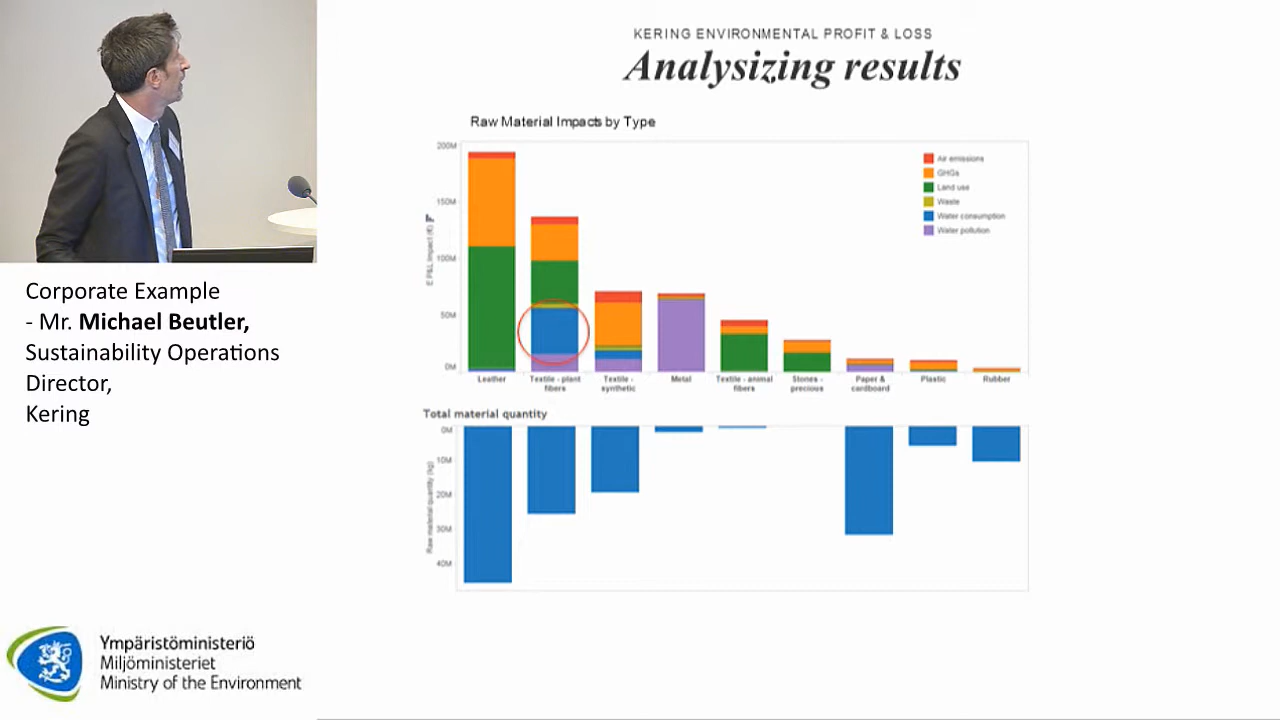 KERING ENVIRONMENTAL PROFIT & LOSS
Analysizing results
Raw Material Impacts by Type
200M
150M
100M
50M
0M
E P&L Impact (€)
Air emissions
GHGs
Land use
Waste
Water consumption
Water pollution
Leather
Textile - plant
fibers
Textile -
synthetic
Metal
Textile - animal
fibers
Stones -
precious
Paper &
cardboard
Plastic
Rubber
Total material quantity
0M
10M
20M
30M
40M
Raw material quantity (kg)
Corporate Example
- Mr. Michael Beutler,
Sustainability Operations
Director,
Kering
Ympäristöministeriö
Miljöministeriet
Ministry of the Environment